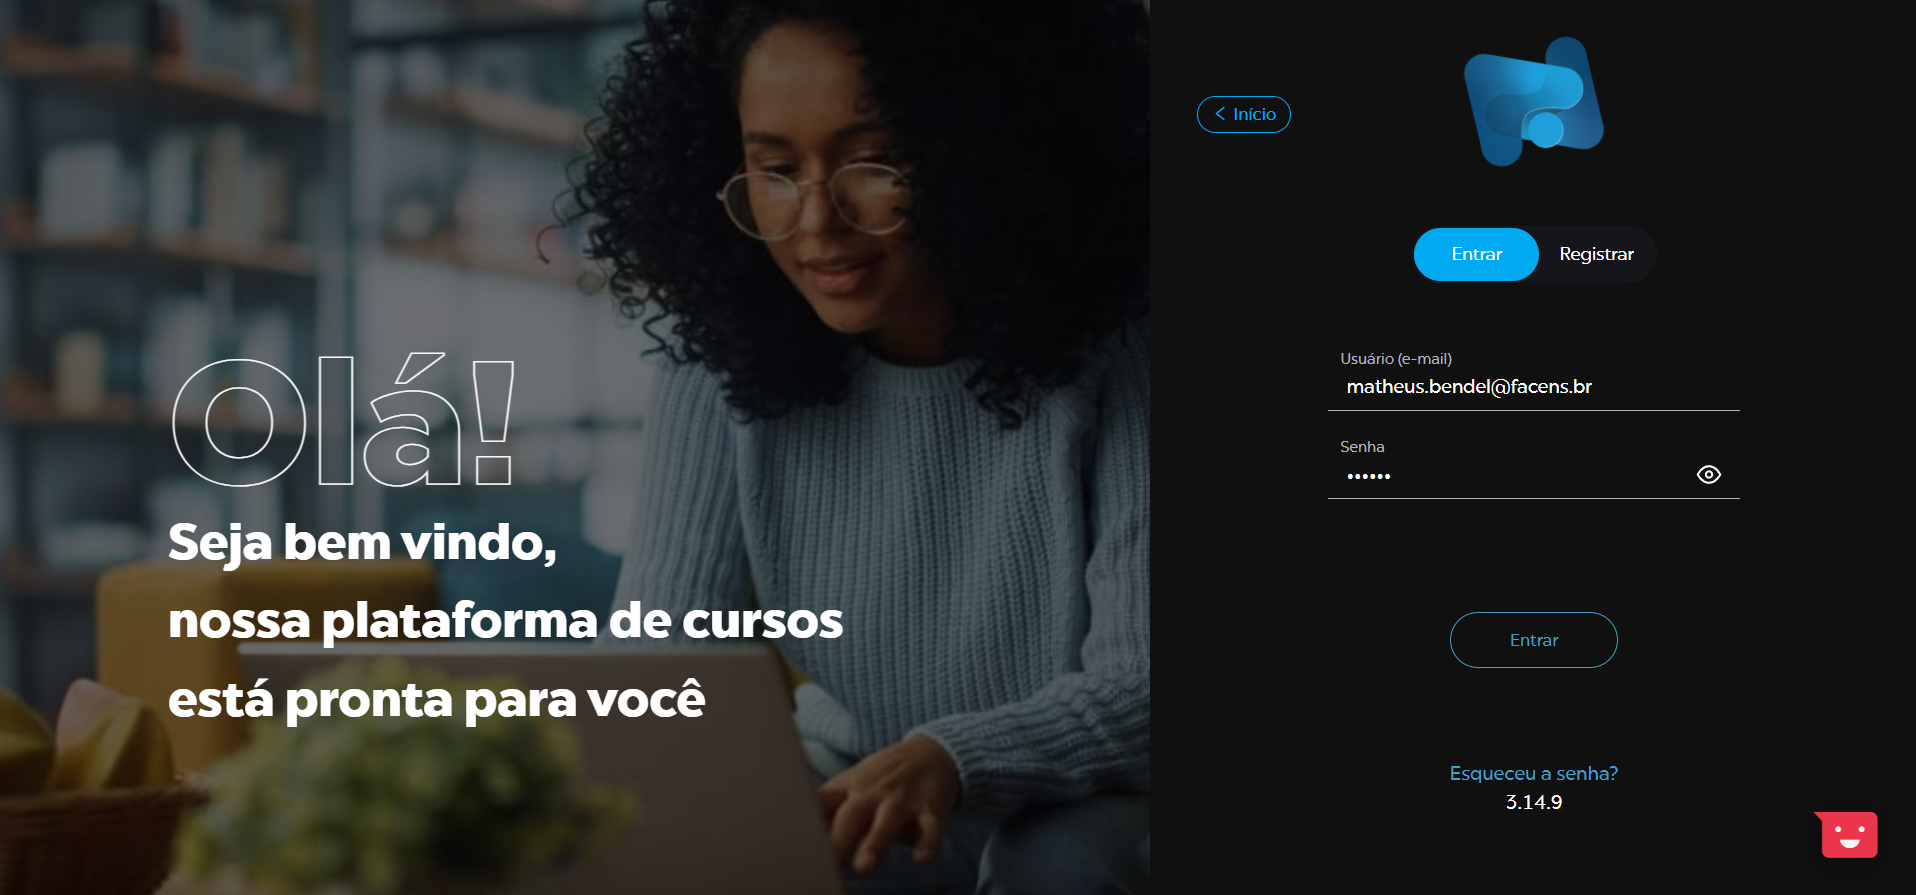 Olá!
Seja bem vindo,
nossa plataforma de cursos
está pronta para você
Início
Entrar
Registrar
Usuário (e-mail)
matheus.bendel@facens.br
Senha
••••••
Entrar
Esqueceu a senha?
3.14.9